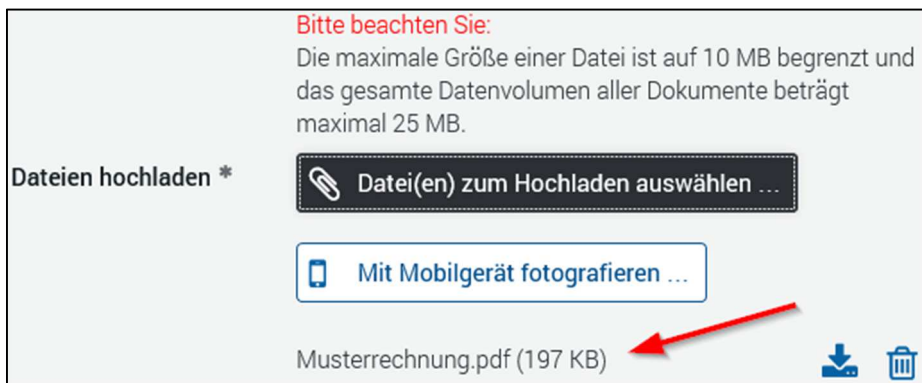 Bitte beachten Sie:
Die maximale Größe einer Datei ist auf 10 MB begrenzt und
das gesamte Datenvolumen aller Dokumente beträgt
maximal 25 MB.
Dateien hochladen *
Datei(en) zum Hochladen auswählen ...
Mit Mobilgerät fotografieren ...
Musterrechnung.pdf (197 KB)